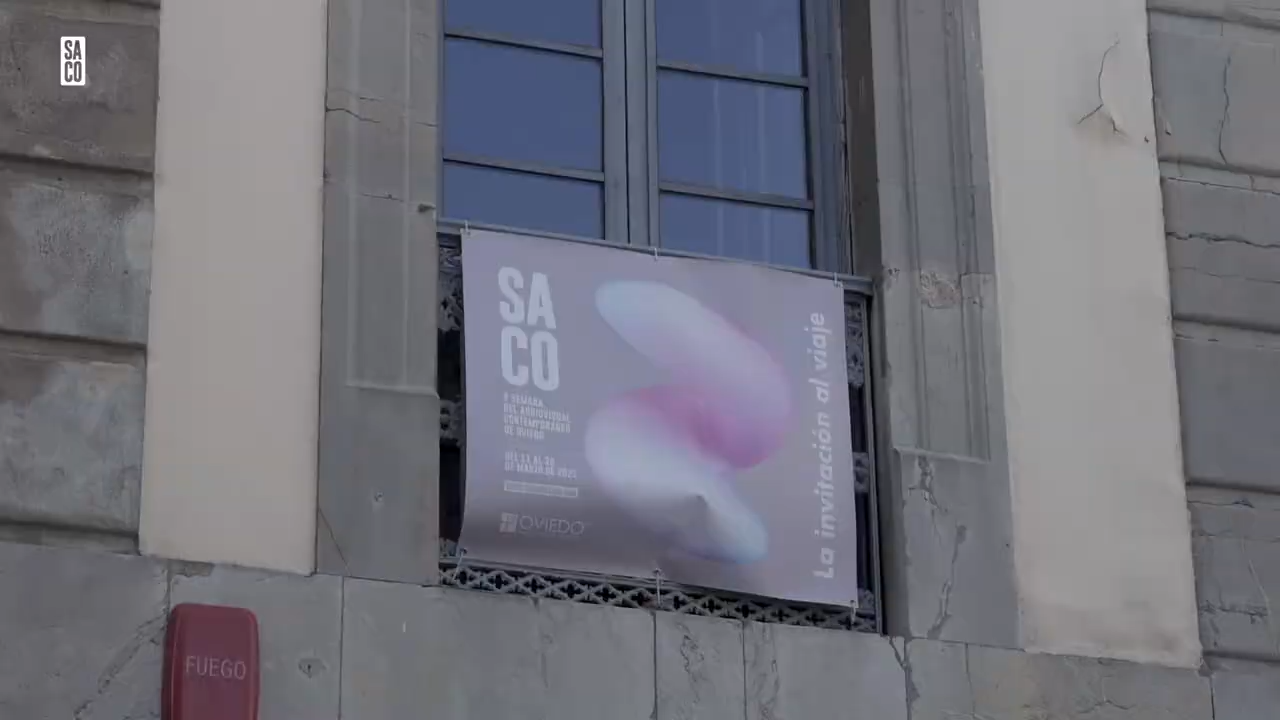 SA
CO
SA
CO
SEMANA
DEL AUDIOVISUAL
CONTEMPORÁNEO
DE OVIEDO
DE MARZO DE
OVIEDO
La invitación al viaje
FUEGO